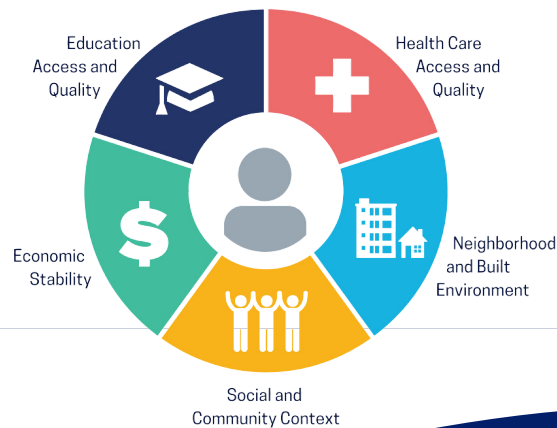 Education
Access and
Quality
Health Care
Access and
Quality
Economic
Stability
Neighborhood
and Built
Environment
Social and
Community Context